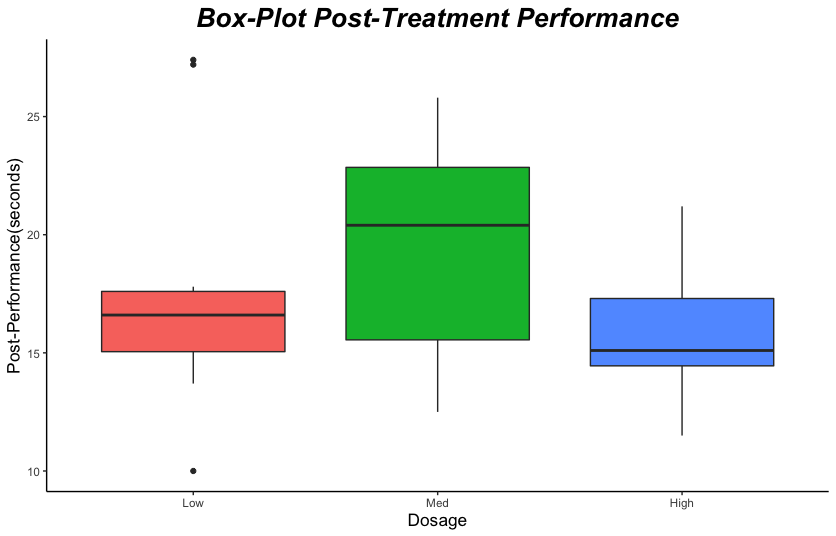 Box-Plot Post-Treatment Performance
Post-Performance(seconds)
25
20
15
10
Low Med High
Dosage